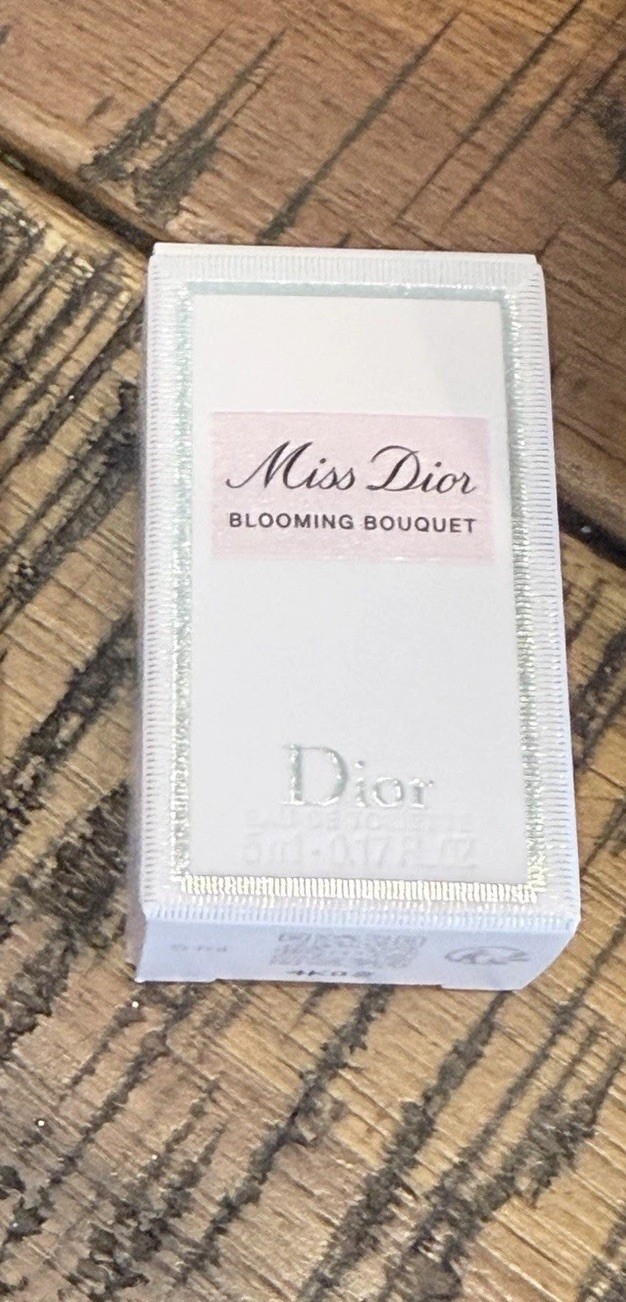 Miss Dior
BLOOMING BOUQUET
Dior
EAU DE TOILETTE
5ml · 0.17 FL.OZ